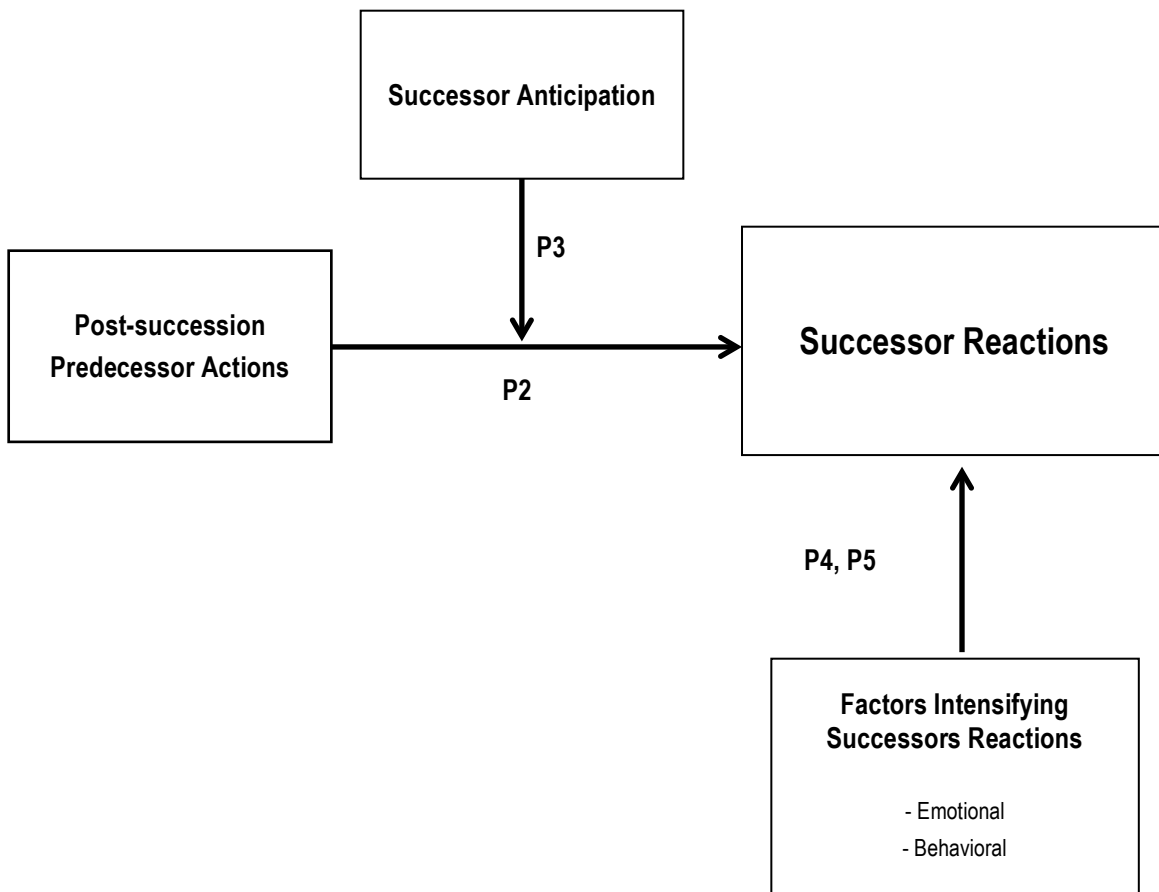 Successor Anticipation
P3
Post-succession
Predecessor Actions
P2
Successor Reactions
P4, P5
Factors Intensifying
Successors Reactions
- Emotional
- Behavioral